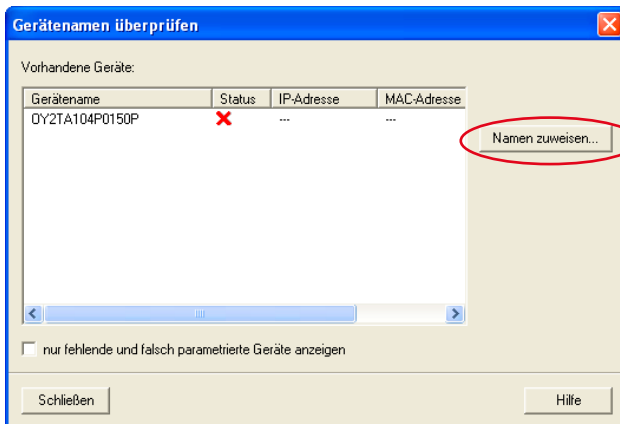 Gerätenamen überprüfen
Vorhandene Geräte:
Gerätename Status IP-Adresse MAC-Adresse
OY2TA104P0150P --- ---
Namen zuweisen...
nur fehlende und falsch parametrierte Geräte anzeigen
Schließen Hilfe